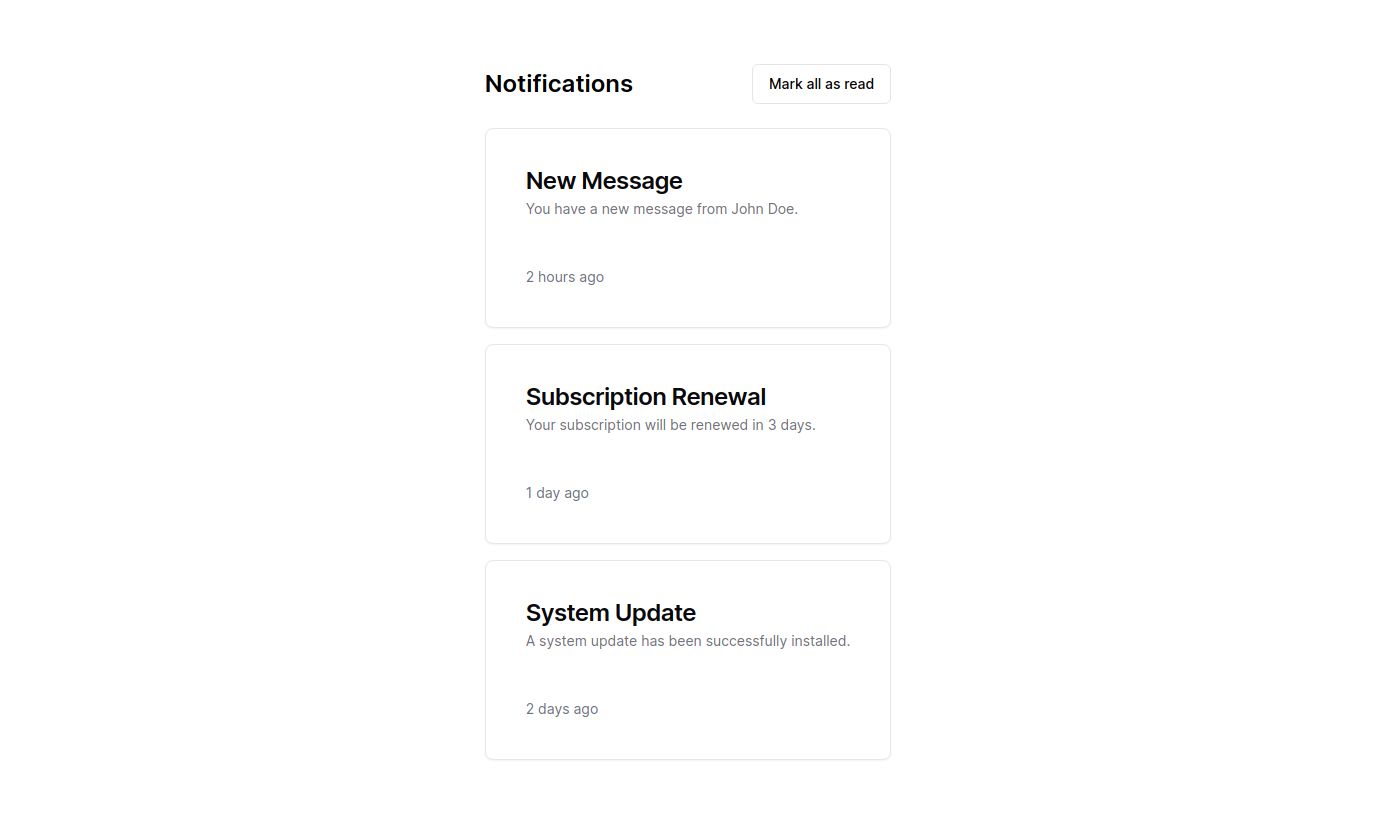 Notifications
Mark all as read
New Message
You have a new message from John Doe.
2 hours ago
Subscription Renewal
Your subscription will be renewed in 3 days.
1 day ago
System Update
A system update has been successfully installed.
2 days ago